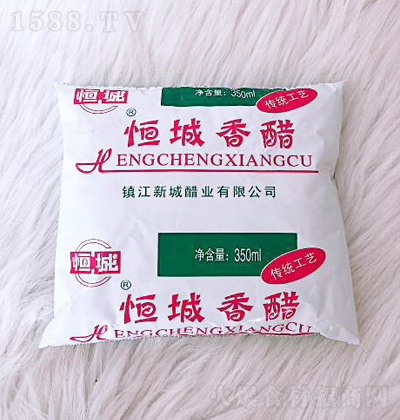 1588.TV
恒城
净含量: 350ml
传统工艺
恒城香醋
HENGCHENGXIANGCU
镇江新城醋业有限公司
恒城
净含量: 350ml
传统工艺
恒城香醋
HENGCHENGXIANGCU